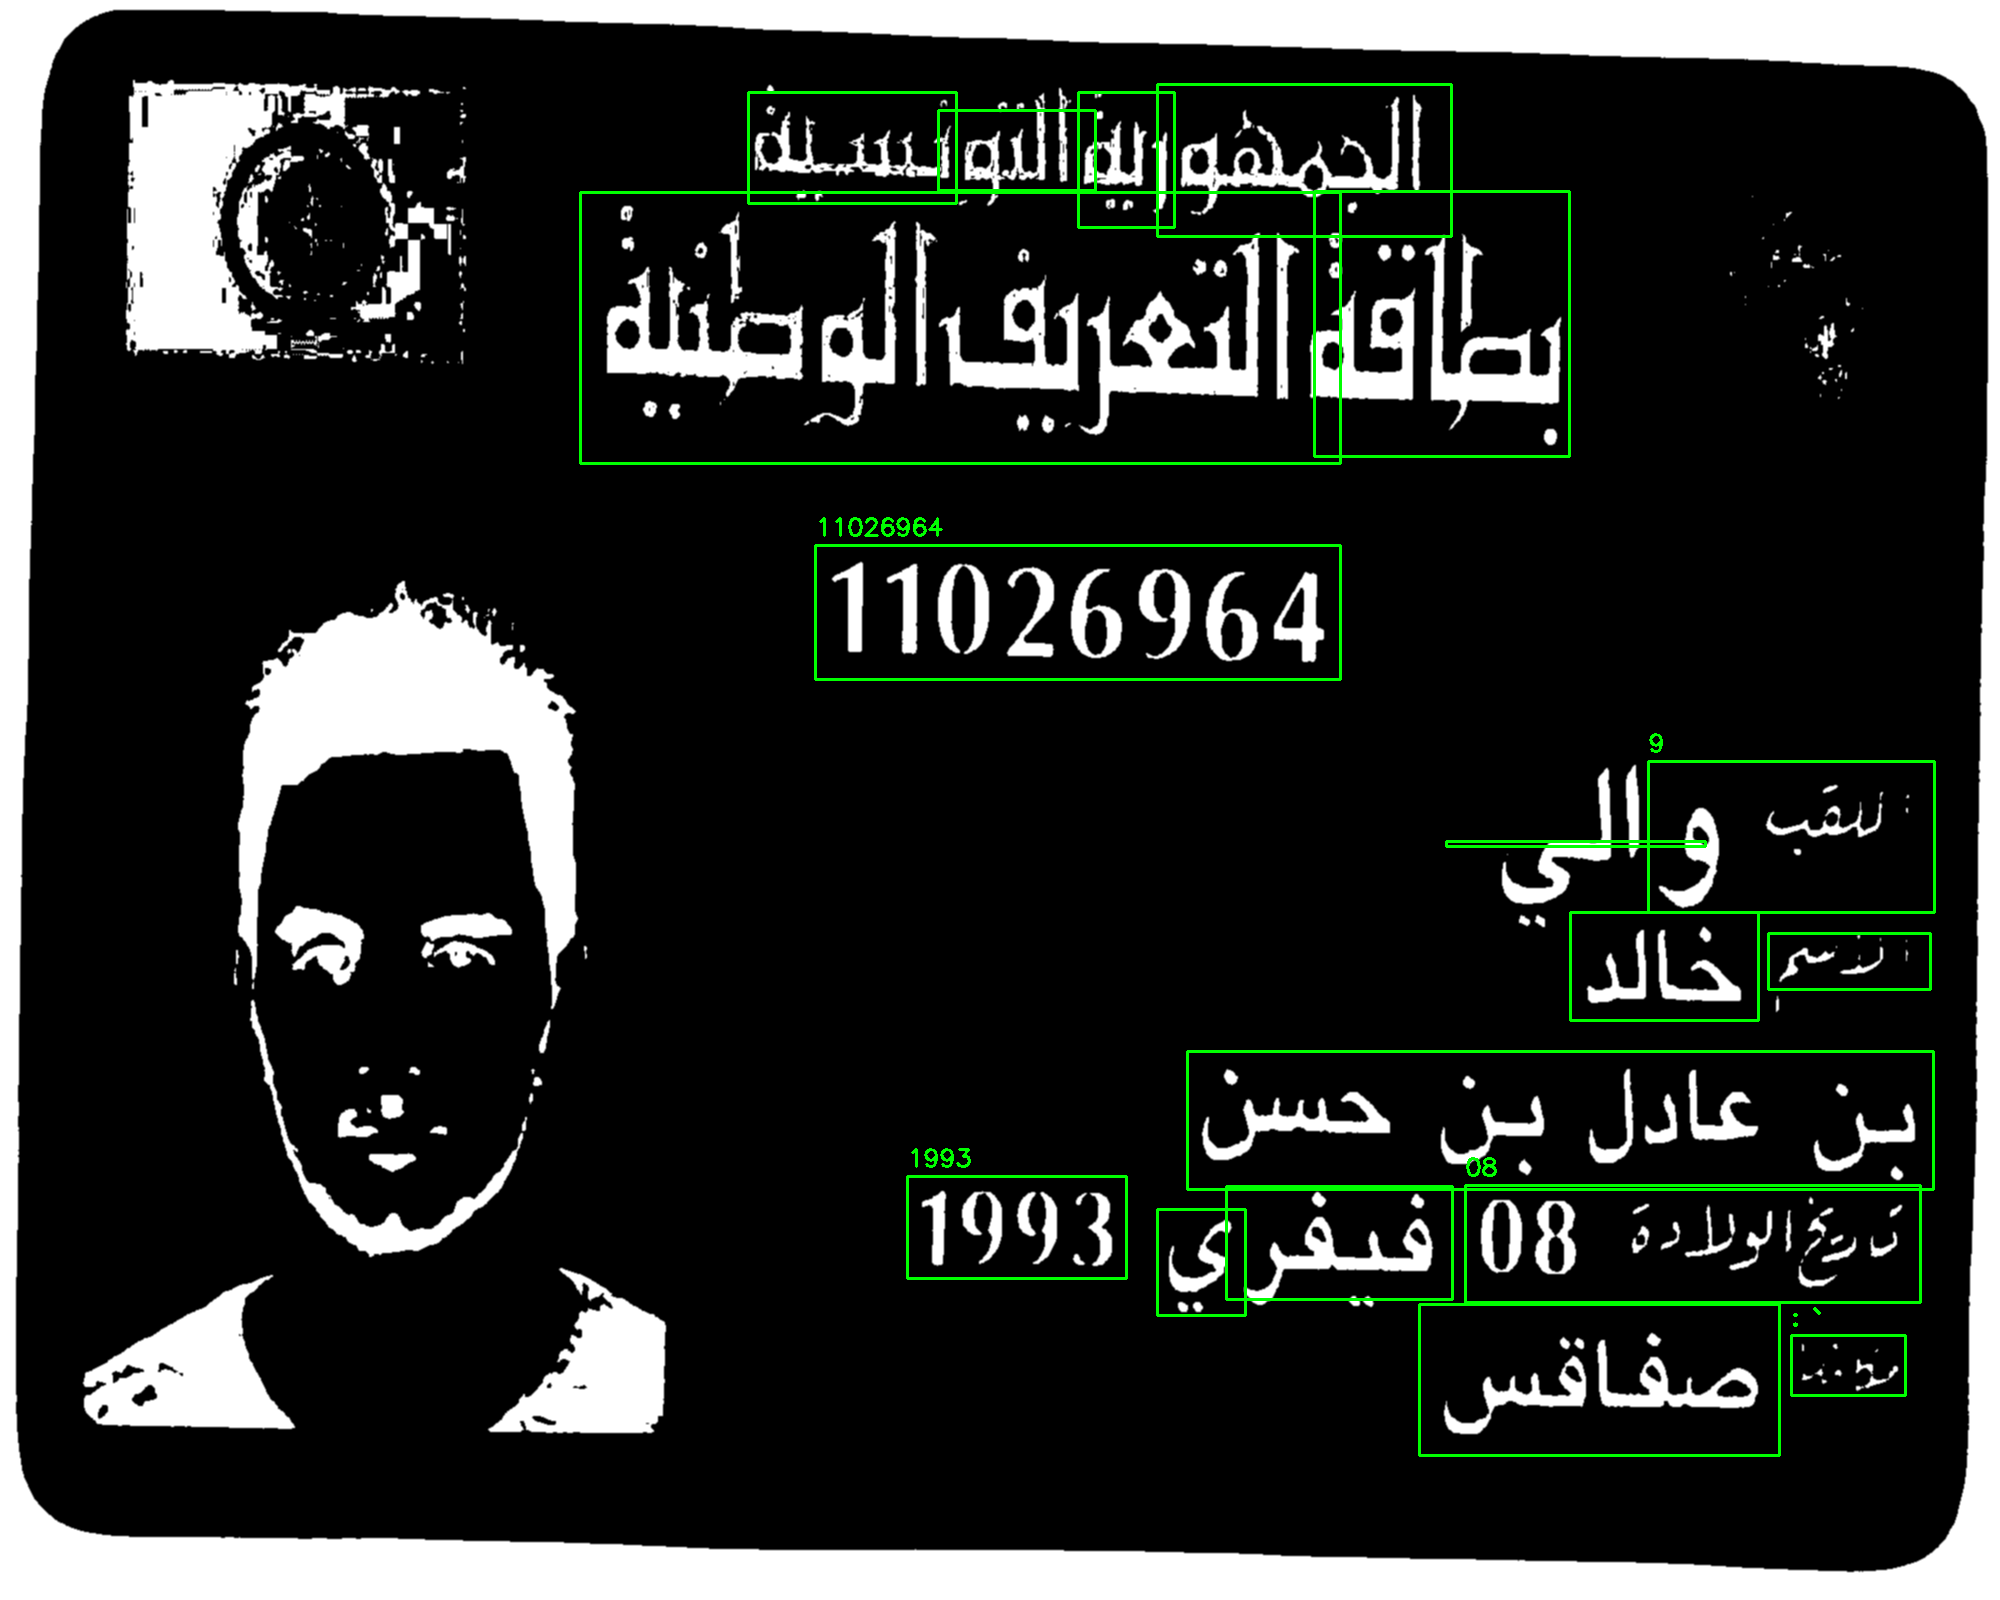 الجمهورية التونسية
بطاقة التعريف الوطنية
11026964
11026964
9
اللقب والي
الاسم خالد
بن عادل بن حسن
08
1993
تاريخ الولادة 08 فيفري 1993
: `
صفاقس